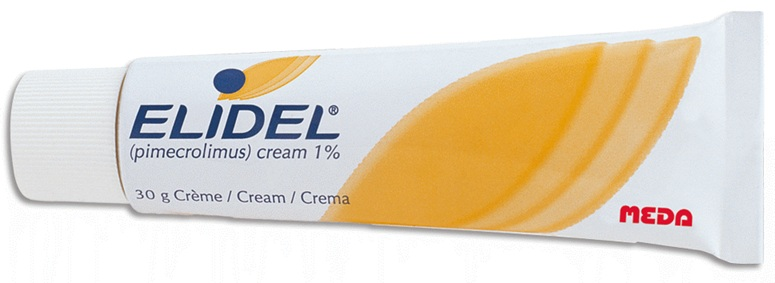 ELIDEL®
(pimecrolimus) cream 1%
30 g Crème / Cream / Crema
MEDA